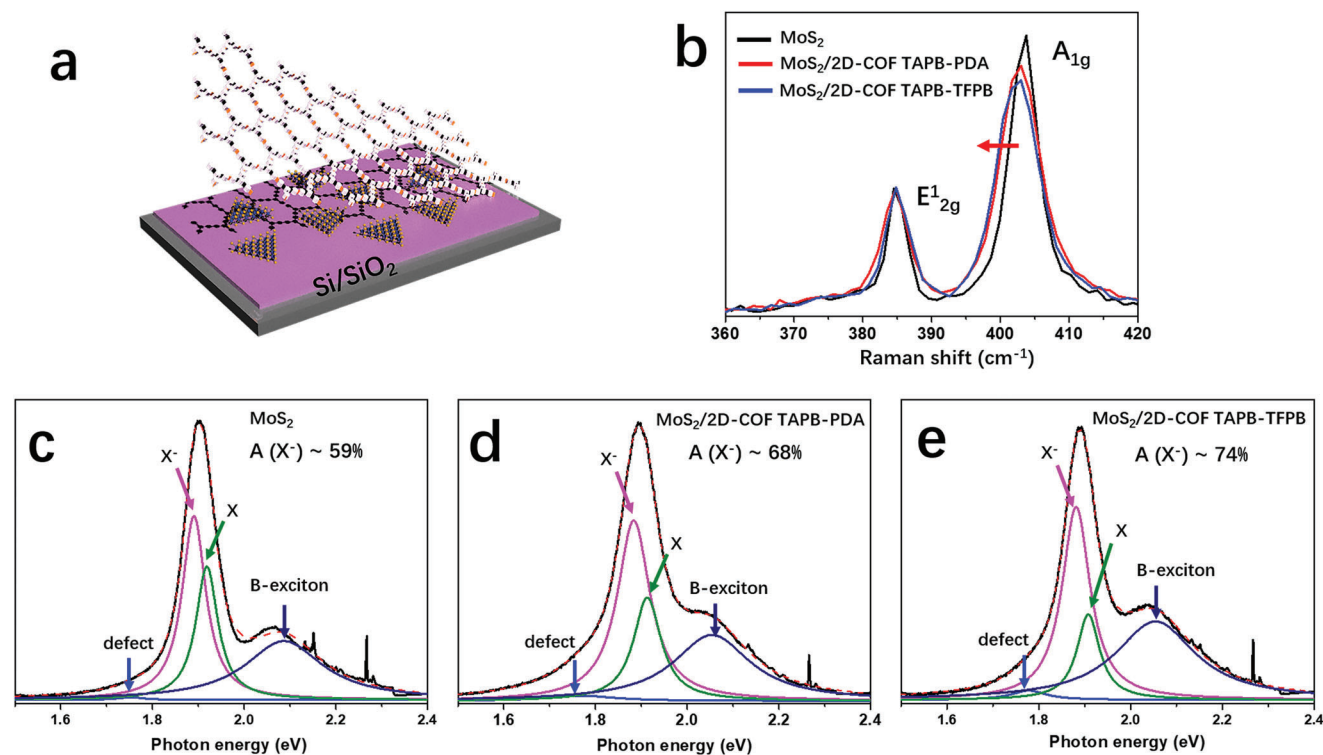 a
Si/SiO₂
b
MoS₂
MoS₂/2D-COF TAPB-PDA
MoS₂/2D-COF TAPB-TFPB
A₁g
E¹₂g
360 370 380 390 400 410 420
Raman shift (cm⁻¹)
c
MoS₂
A (X⁻) ~ 59%
X⁻
X
B-exciton
defect
1.6 1.8 2.0 2.2 2.4
Photon energy (eV)
d
MoS₂/2D-COF TAPB-PDA
A (X⁻) ~ 68%
X⁻
X
B-exciton
defect
1.6 1.8 2.0 2.2 2.4
Photon energy (eV)
e
MoS₂/2D-COF TAPB-TFPB
A (X⁻) ~ 74%
X⁻
X
B-exciton
defect
1.6 1.8 2.0 2.2 2.4
Photon energy (eV)